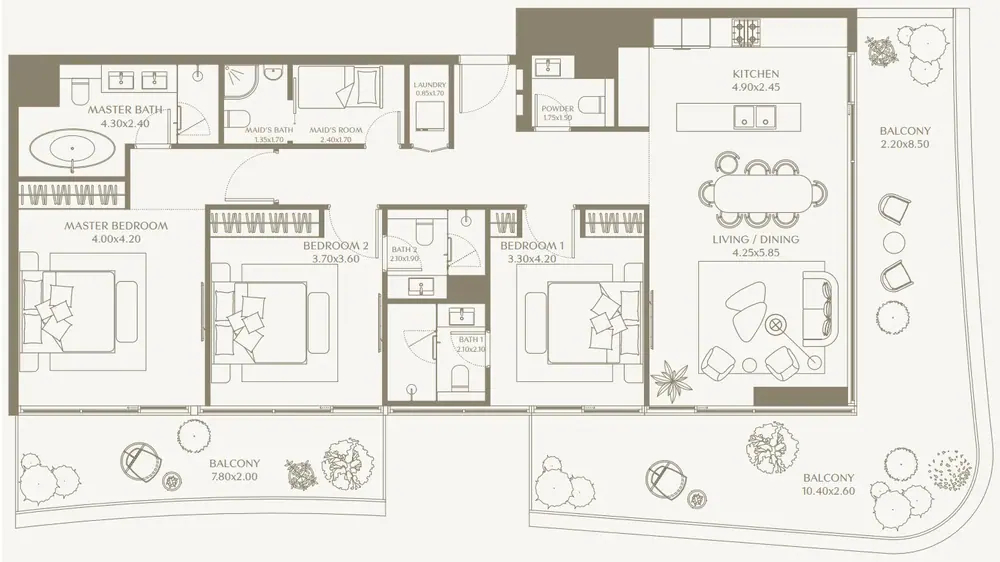 KITCHEN
4.90x2.45
LAUNDRY
0.85x1.70
MASTER BATH
4.30x2.40
POWDER
1.75x1.50
MAID'S BATH
1.35x1.70
MAID'S ROOM
2.40x1.70
BALCONY
2.20x8.50
MASTER BEDROOM
4.00x4.20
BEDROOM 2
3.70x3.60
BATH 2
2.10x1.90
BEDROOM 1
3.30x4.20
LIVING / DINING
4.25x5.85
BATH 1
2.10x2.10
BALCONY
7.80x2.00
BALCONY
10.40x2.60